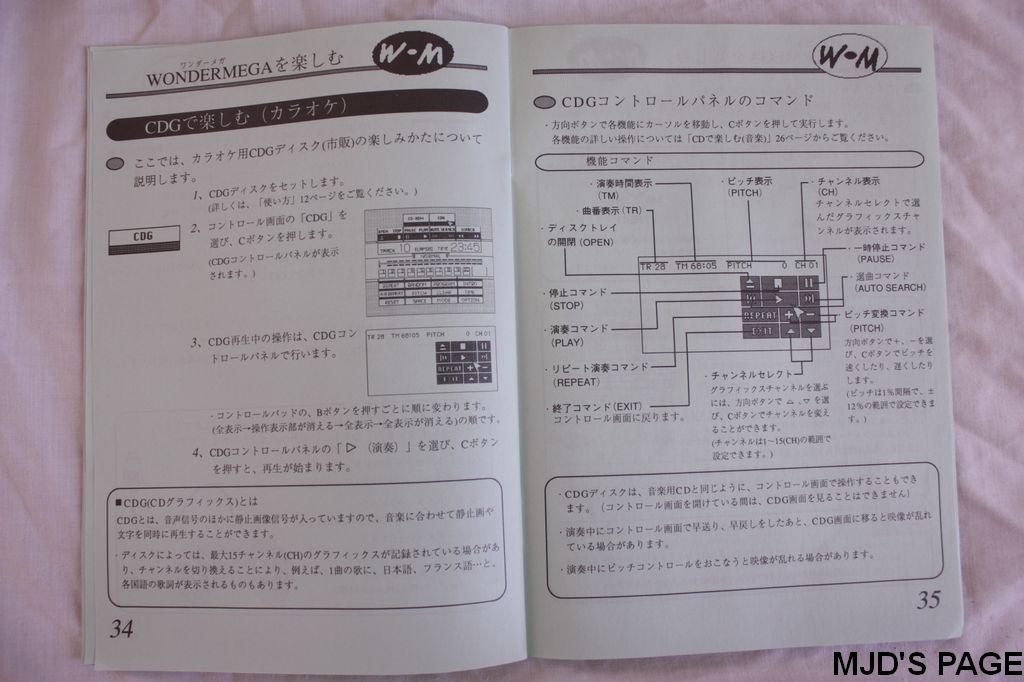 ワンダーメガ
WONDERMEGAを楽しむ
W・M
CDGで楽しむ（カラオケ）
ここでは、カラオケ用CDGディスク(市販)の楽しみかたについて
説明します。
1、CDGディスクをセットします。
(詳しくは、「使い方」12ページをご覧ください。)
2、コントロール画面の「CDG」を
選び、Cボタンを押します。
(CDGコントロールパネルが表示
されます。)
CDG
3、CDG再生中の操作は、CDGコン
トロールパネルで行います。
TR 28 TM 68:05 PITCH 0 CH 01
REPEAT
・コントロールパッドの、Bボタンを押すごとに順に変わります。
(全表示→操作表示部が消える→全表示→全表示が消える)の順です。
4、CDGコントロールパネルの「▷（演奏）」を選び、Cボタン
を押すと、再生が始まります。
■CDG(CDグラフィックス)とは
CDGとは、音声信号のほかに静止画像信号が入っていますので、音楽に合わせて静止画や
文字を同時に再生することができます。
・ディスクによっては、最大15チャンネル(CH)のグラフィックスが記録されている場合があ
り、チャンネルを切り換えることにより、例えば、1曲の歌に、日本語、フランス語…と、
各国語の歌詞が表示されるものもあります。
34
W・M
CDGコントロールパネルのコマンド
・方向ボタンで各機能にカーソルを移動し、Cボタンを押して実行します。
各機能の詳しい操作については「CDで楽しむ(音楽)」26ページからご覧ください。
機能コマンド
・演奏時間表示
(TM)
・ピッチ表示
(PITCH)
・チャンネル表示
(CH)
チャンネルセレクトで選
んだグラフィックスチャ
ンネルが表示されます。
・曲番表示(TR)
・ディスクトレイ
の開閉(OPEN)
・一時停止コマンド
(PAUSE)
・選曲コマンド
(AUTO SEARCH)
TR 28 TM 68:05 PITCH 0 CH 01
REPEAT + −
EXIT
・停止コマンド
(STOP)
・演奏コマンド
(PLAY)
・リピート演奏コマンド
(REPEAT)
・終了コマンド(EXIT)
コントロール画面に戻ります。
・ピッチ変換コマンド
(PITCH)
方向ボタンで+、−を選
び、Cボタンでピッチを
速くしたり、遅くしたり
します。
(ピッチは1%間隔で、±
12%の範囲で設定できま
す。)
・チャンネルセレクト
グラフィックスチャンネルを選ぶ
には、方向ボタンで △、▽ を選
び、Cボタンでチャンネルを変え
ることができます。
(チャンネルは1〜15(CH)の範囲で
設定できます。)
・CDGディスクは、音楽用CDと同じように、コントロール画面で操作することもでき
ます。（コントロール画面を開けている間は、CDG画面を見ることはできません）
・演奏中にコントロール画面で早送り、早戻しをしたあと、CDG画面に移ると映像が乱れ
ている場合があります。
・演奏中にピッチコントロールをおこなうと映像が乱れる場合があります。
35
MJD'S PAGE